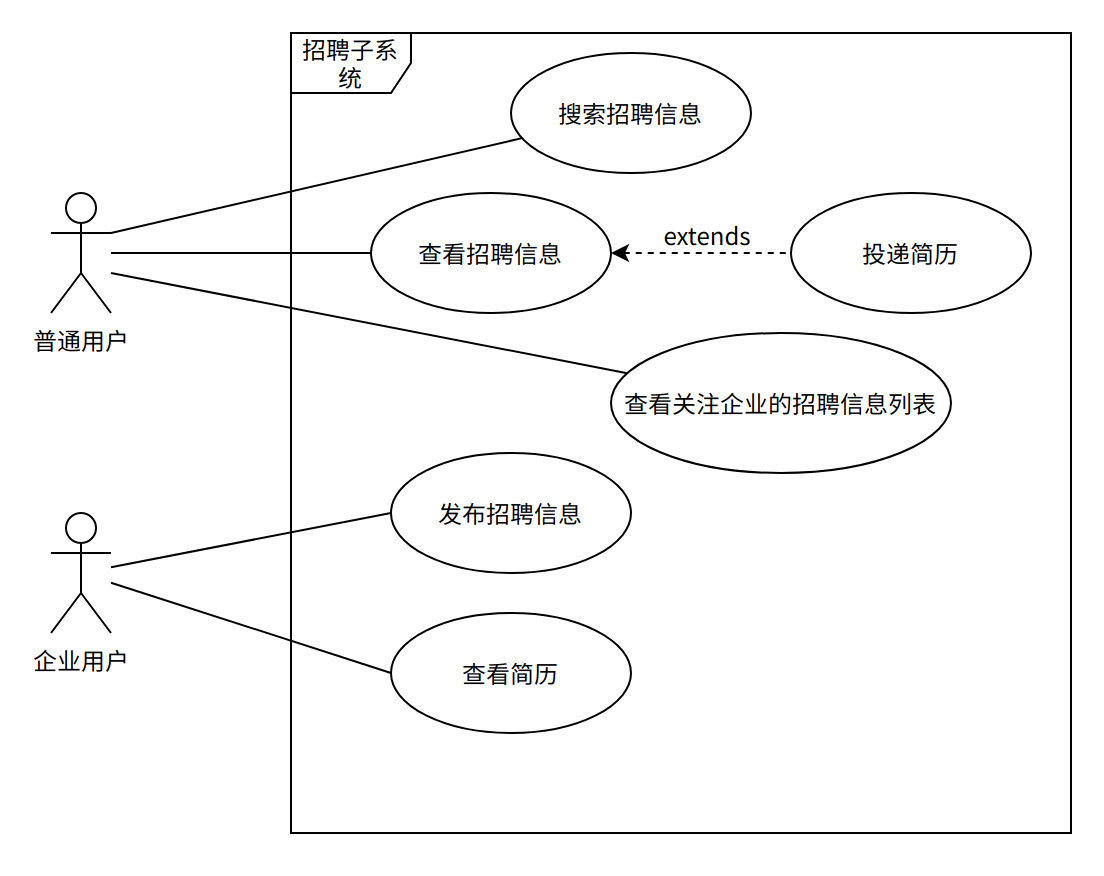 招聘子系
统
搜索招聘信息
查看招聘信息
extends
投递简历
普通用户
查看关注企业的招聘信息列表
发布招聘信息
企业用户
查看简历